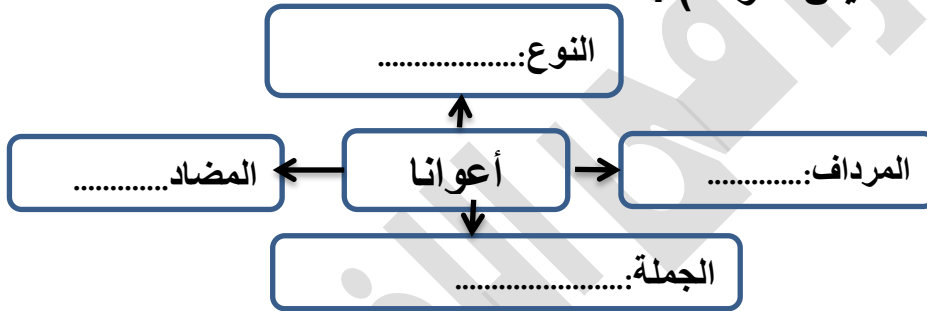 النوع:...................
المرداف:.............
أعوانا
المضاد.............
الجملة:.......................